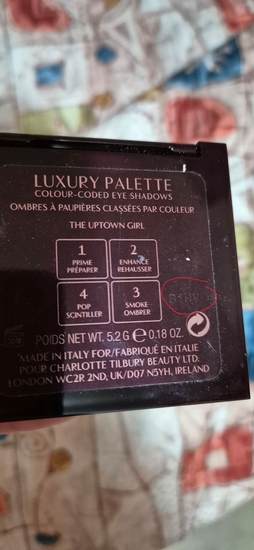 LUXURY PALETTE
COLOUR-CODED EYE SHADOWS
OMBRES À PAUPIÈRES CLASSÉES PAR COULEUR
THE UPTOWN GIRL
1
PRIME
PRÉPARER
2
ENHANCE
REHAUSSER
4
POP
SCINTILLER
3
SMOKE
OMBRER
POIDS NET WT. 5.2 G ℮ 0.18 OZ.
MADE IN ITALY FOR/FABRIQUÉ EN ITALIE
POUR CHARLOTTE TILBURY BEAUTY LTD.
LONDON WC2R 2ND, UK/D07 N5YH, IRELAND